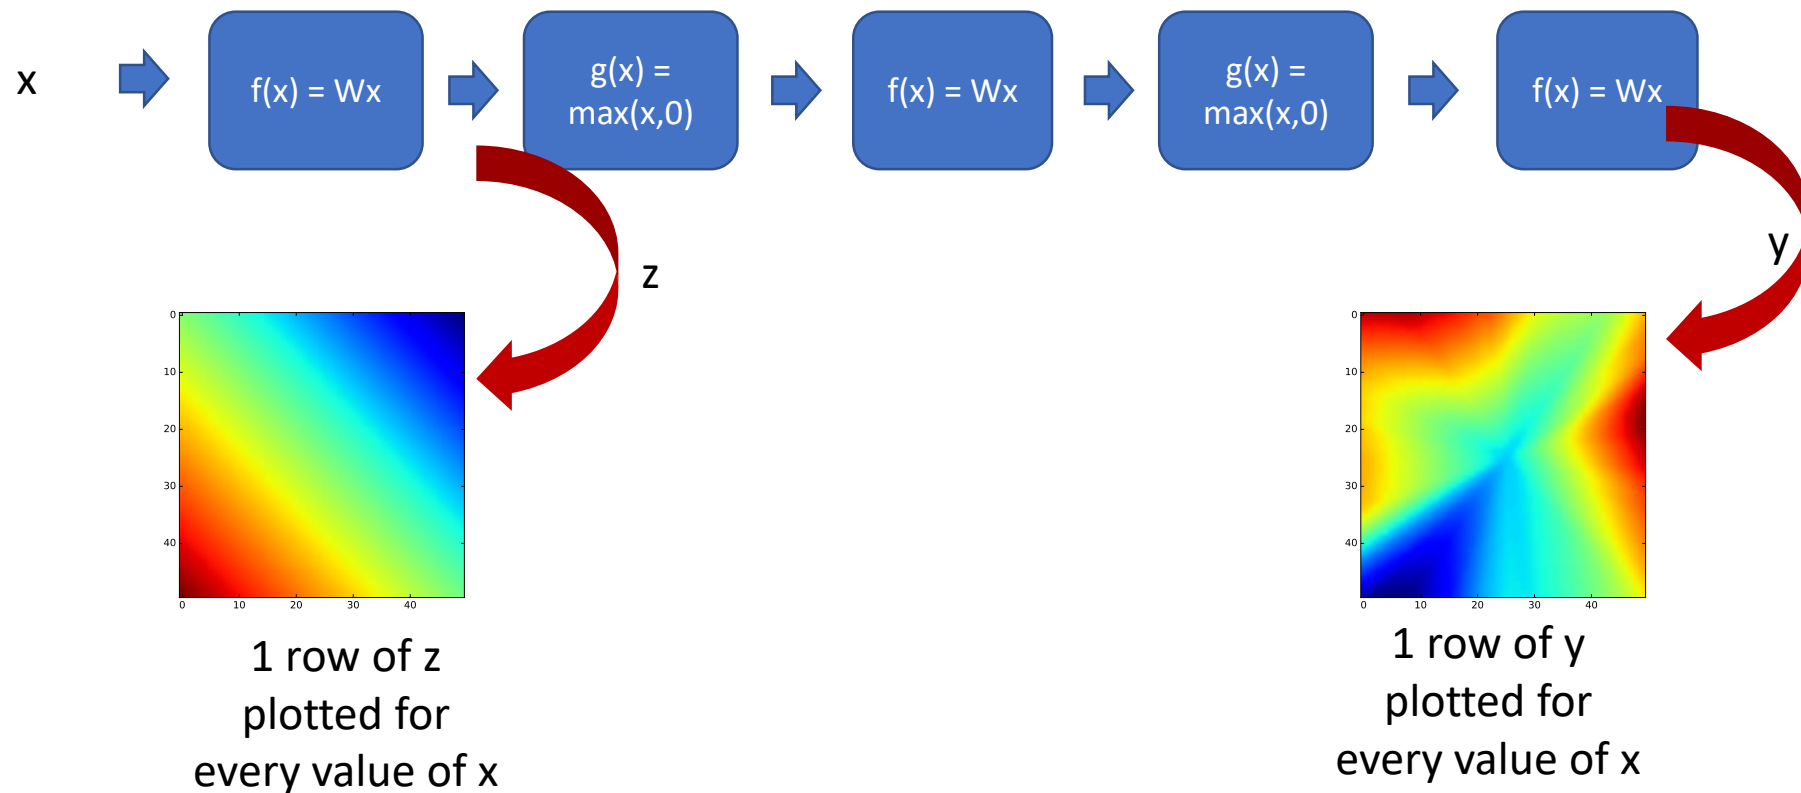 x
f(x) = Wx
g(x) =
max(x,0)
f(x) = Wx
g(x) =
max(x,0)
f(x) = Wx
z
y
0
10
20
30
40
0
10
20
30
40
0
10
20
30
40
0
10
20
30
40
1 row of z
plotted for
every value of x
1 row of y
plotted for
every value of x